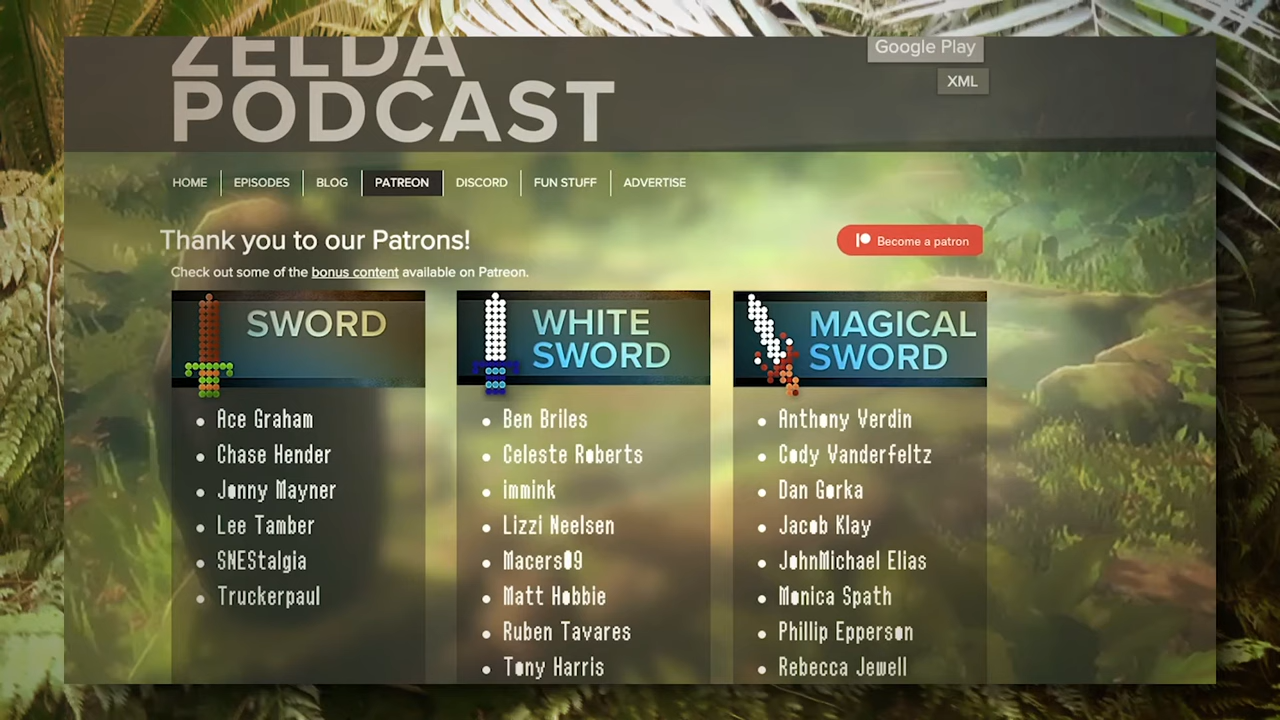 ZELDA
PODCAST
Google Play
XML
HOME
EPISODES
BLOG
PATREON
DISCORD
FUN STUFF
ADVERTISE
Thank you to our Patrons!
Become a patron
Check out some of the bonus content available on Patreon.
SWORD
Ace Graham
Chase Hender
Jonny Mayner
Lee Tamber
SNEStalgia
Truckerpaul
WHITE
SWORD
Ben Briles
Celeste Roberts
immink
Lizzi Neelsen
Macers09
Matt Hobbie
Ruben Tavares
Tony Harris
MAGICAL
SWORD
Anthony Verdin
Cody Vanderfeltz
Dan Gorka
Jacob Klay
JohnMichael Elias
Monica Spath
Phillip Epperson
Rebecca Jewell